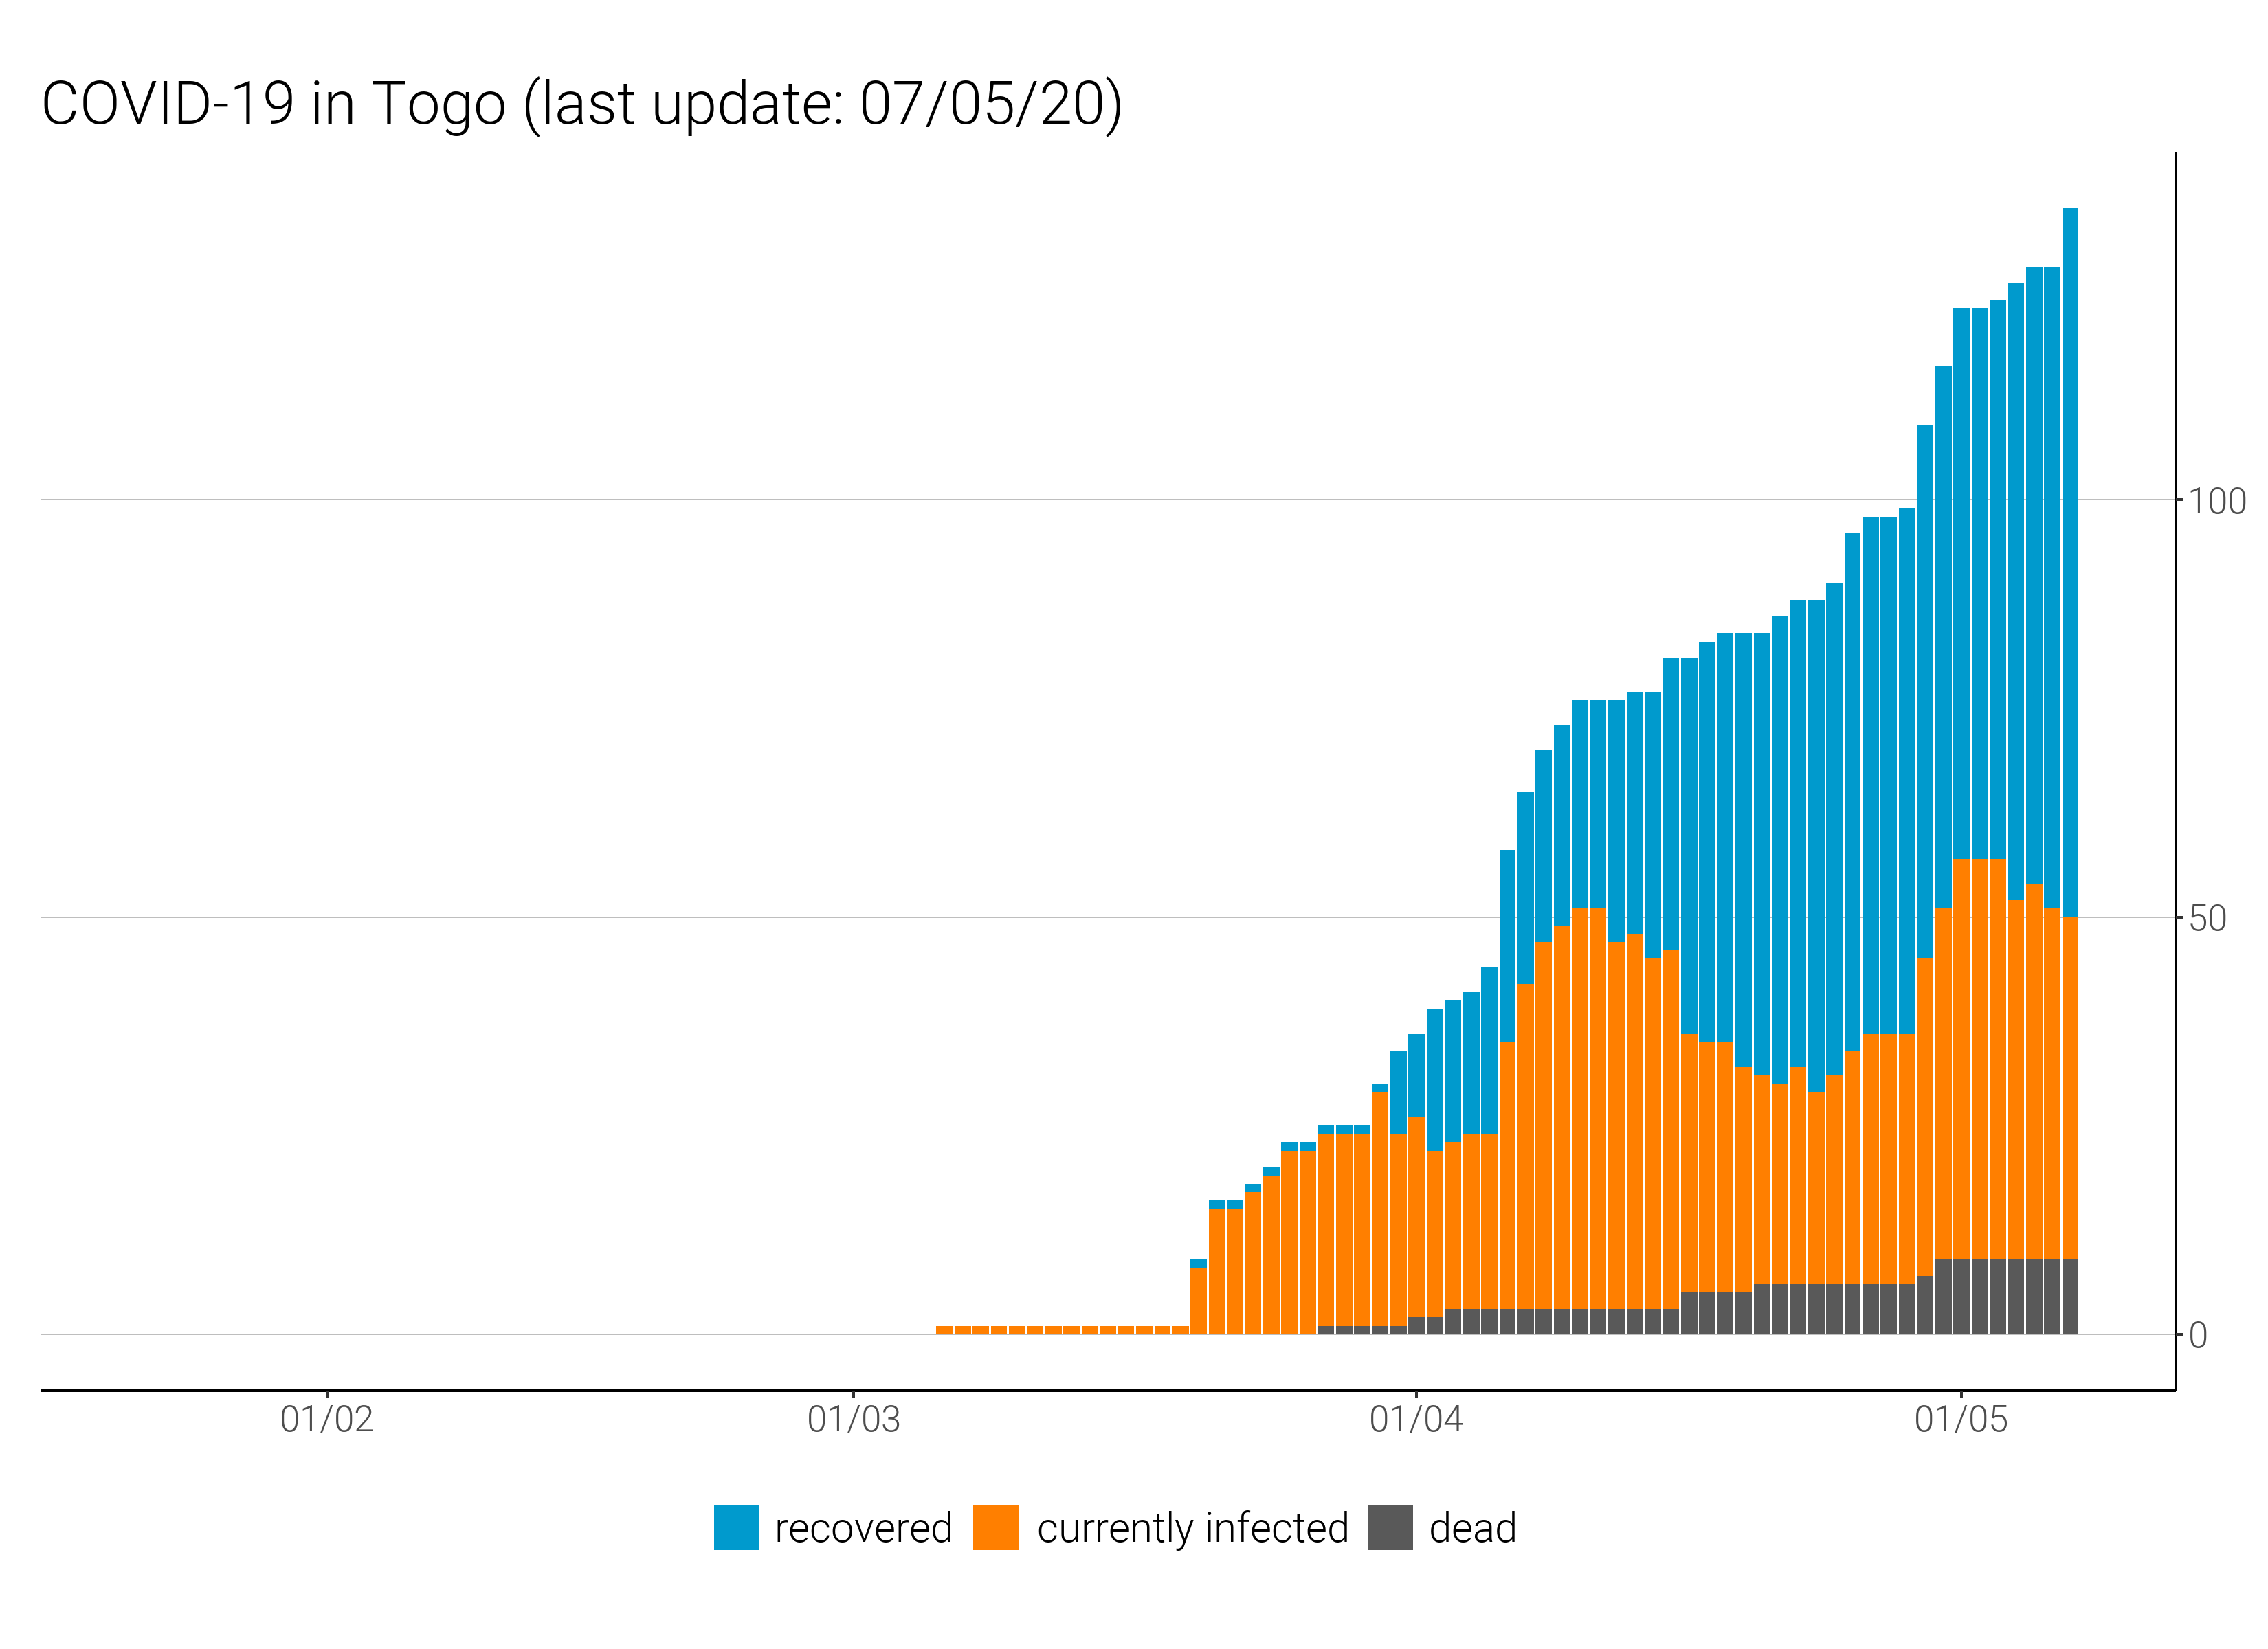 COVID-19 in Togo (last update: 07/05/20)
100
50
0
01/02 01/03 01/04 01/05
recovered currently infected dead